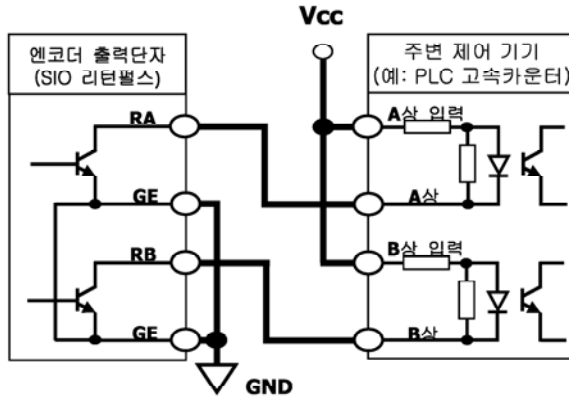 Vcc
엔코더 출력단자
(SIO 리턴펄스)
주변 제어 기기
(예: PLC 고속카운터)
RA
A상 입력
GE
A상
RB
B상 입력
GE
B상
GND